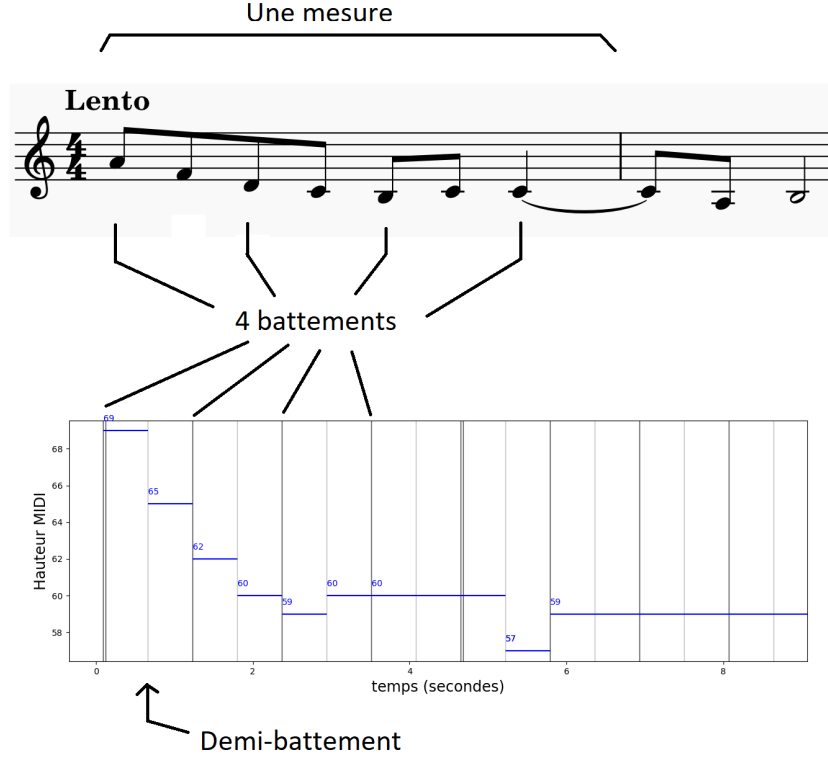 Une mesure
Lento
4
4
4 battements
69
65
62
60
59
60
60
57
59
68
66
64
62
60
58
Hauteur MIDI
0 2 4 6 8
temps (secondes)
Demi-battement